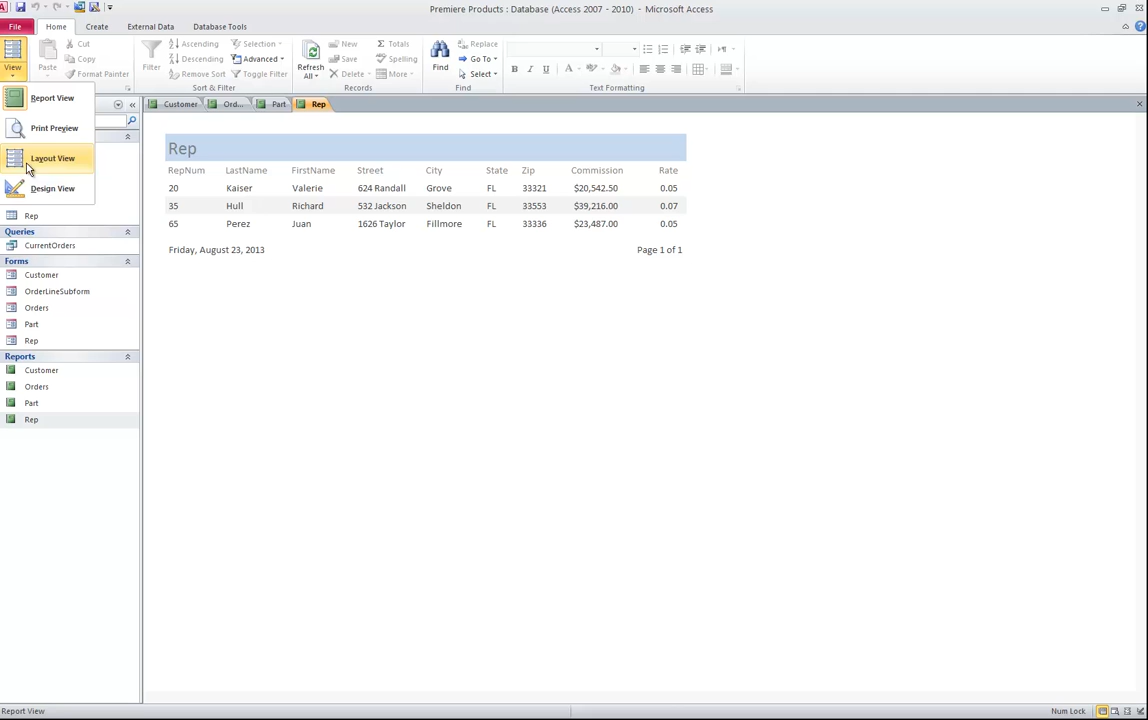 Premiere Products : Database (Access 2007 - 2010) - Microsoft Access
File Home Create External Data Database Tools
View
Paste
Cut
Copy
Format Painter
Filter
Ascending
Descending
Remove Sort
Selection
Advanced
Toggle Filter
Sort & Filter
Refresh All
New
Save
Delete
Totals
Spelling
More
Records
Find
Replace
Go To
Select
Find
Text Formatting
Report View
Print Preview
Layout View
Design View
Rep
Queries
CurrentOrders
Forms
Customer
OrderLineSubform
Orders
Part
Rep
Reports
Customer
Orders
Part
Rep
Customer Ord... Part Rep
Rep
RepNum LastName FirstName Street City State Zip Commission Rate
20 Kaiser Valerie 624 Randall Grove FL 33321 $20,542.50 0.05
35 Hull Richard 532 Jackson Sheldon FL 33553 $39,216.00 0.07
65 Perez Juan 1626 Taylor Fillmore FL 33336 $23,487.00 0.05
Friday, August 23, 2013 Page 1 of 1
Report View Num Lock